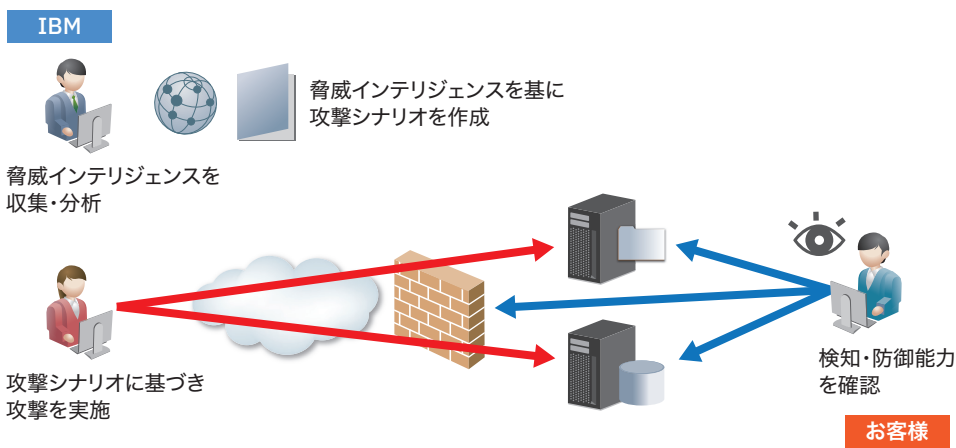 IBM
脅威インテリジェンスを基に
攻撃シナリオを作成
脅威インテリジェンスを
収集・分析
攻撃シナリオに基づき
攻撃を実施
検知・防御能力
を確認
お客様